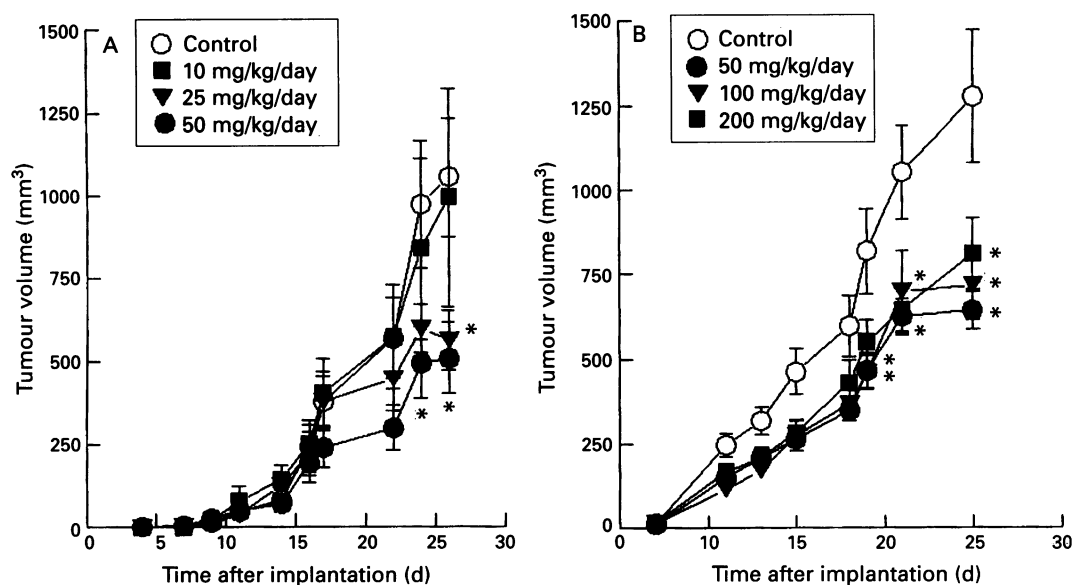 A
Control
10 mg/kg/day
25 mg/kg/day
50 mg/kg/day
1500
1250
1000
750
500
250
0
Tumour volume (mm³)
0 5 10 15 20 25 30
Time after implantation (d)
*
* *
B
Control
50 mg/kg/day
100 mg/kg/day
200 mg/kg/day
1500
1250
1000
750
500
250
0
Tumour volume (mm³)
0 10 15 20 25 30
Time after implantation (d)
*
*
*
*
*
*
*